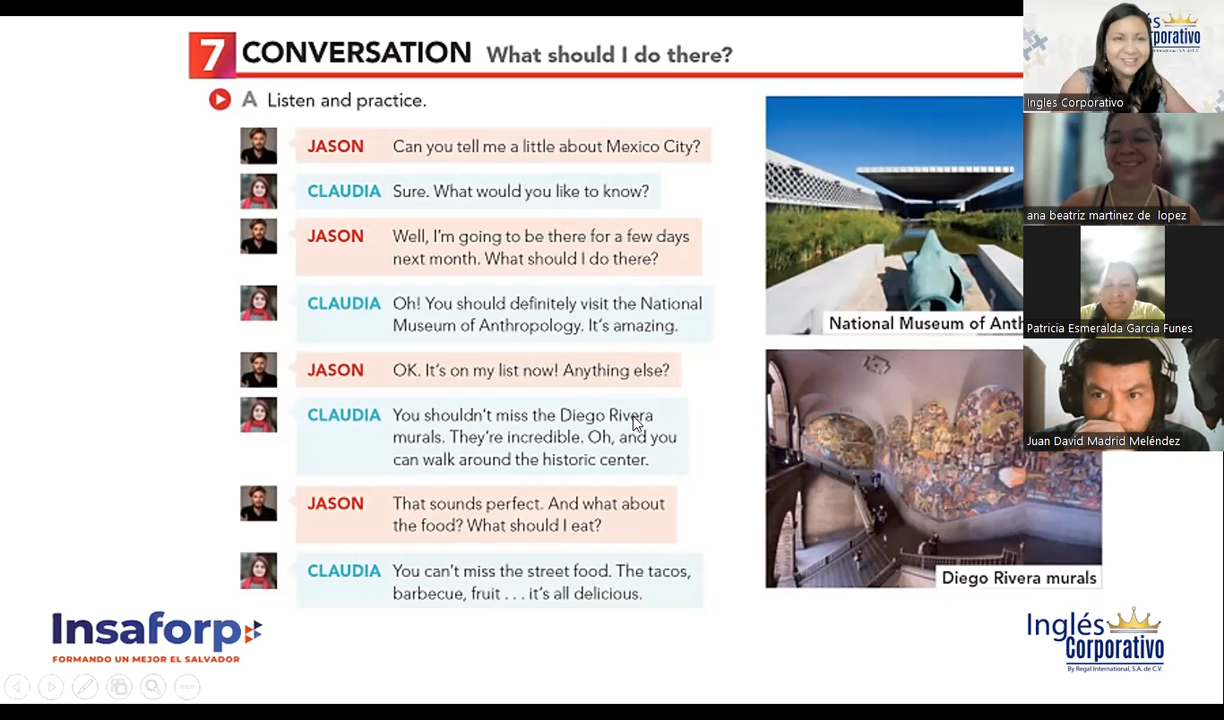 7 CONVERSATION What should I do there?
A Listen and practice.
JASON Can you tell me a little about Mexico City?
CLAUDIA Sure. What would you like to know?
JASON Well, I'm going to be there for a few days
next month. What should I do there?
CLAUDIA Oh! You should definitely visit the National
Museum of Anthropology. It's amazing.
JASON OK. It's on my list now! Anything else?
CLAUDIA You shouldn't miss the Diego Rivera
murals. They're incredible. Oh, and you
can walk around the historic center.
JASON That sounds perfect. And what about
the food? What should I eat?
CLAUDIA You can't miss the street food. The tacos,
barbecue, fruit . . . it's all delicious.
National Museum of Anth
Diego Rivera murals
Insaforp
FORMANDO UN MEJOR EL SALVADOR
Inglés
Corporativo
By Regal International, S.A. de C.V.
és
rporativo
Ingles Corporativo
ana beatriz martinez de lopez
Patricia Esmeralda Garcia Funes
Juan David Madrid Meléndez